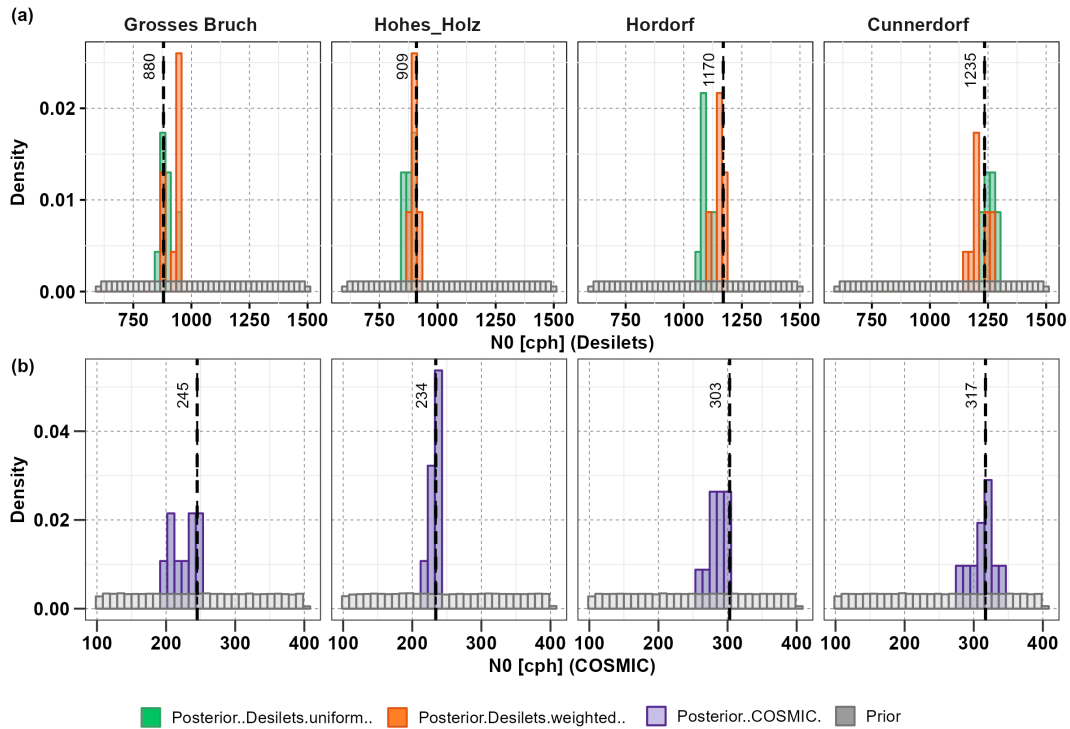 (a)
Grosses Bruch Hohes_Holz Hordorf Cunnerdorf
880 909 1170 1235
Density
0.02
0.01
0.00
750 1000 1250 1500 750 1000 1250 1500 750 1000 1250 1500 750 1000 1250 1500
N0 [cph] (Desilets)
(b)
245 234 303 317
Density
0.04
0.02
0.00
100 200 300 400 100 200 300 400 100 200 300 400 100 200 300 400
N0 [cph] (COSMIC)
Posterior..Desilets.uniform.. Posterior.Desilets.weighted.. Posterior..COSMIC. Prior